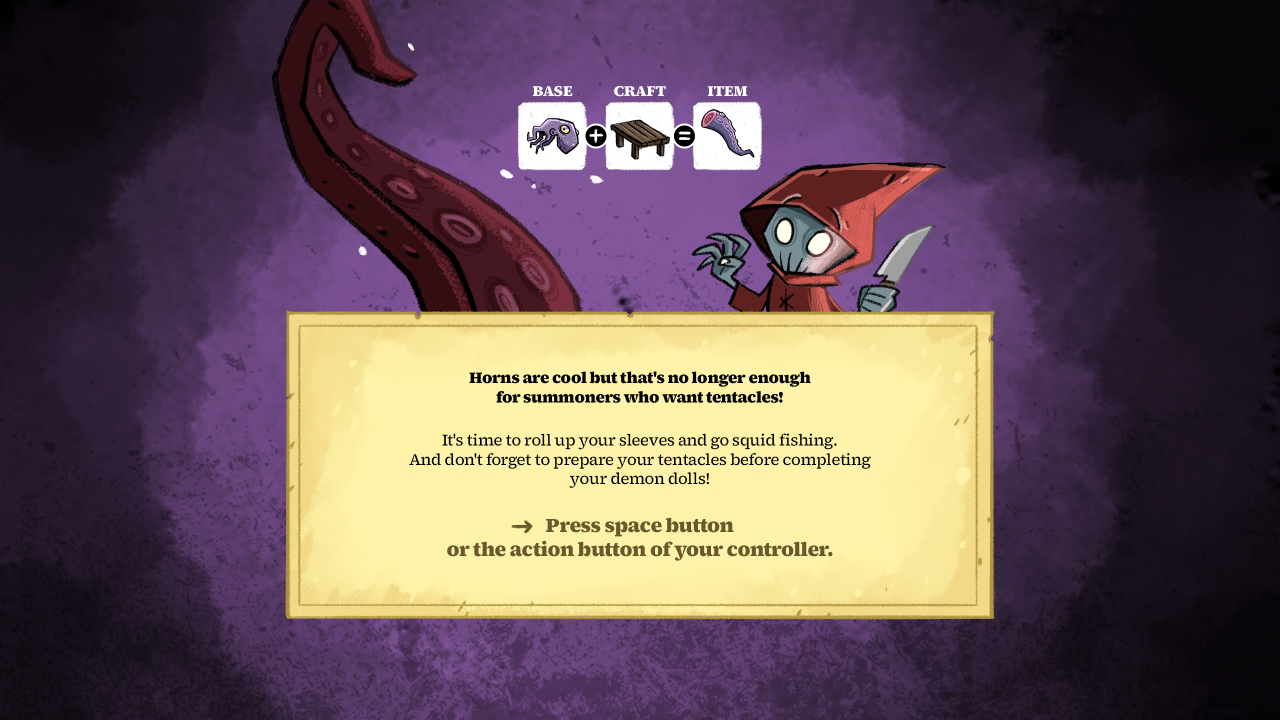 BASE CRAFT ITEM
Horns are cool but that's no longer enough
for summoners who want tentacles!
It's time to roll up your sleeves and go squid fishing.
And don't forget to prepare your tentacles before completing
your demon dolls!
→ Press space button
or the action button of your controller.